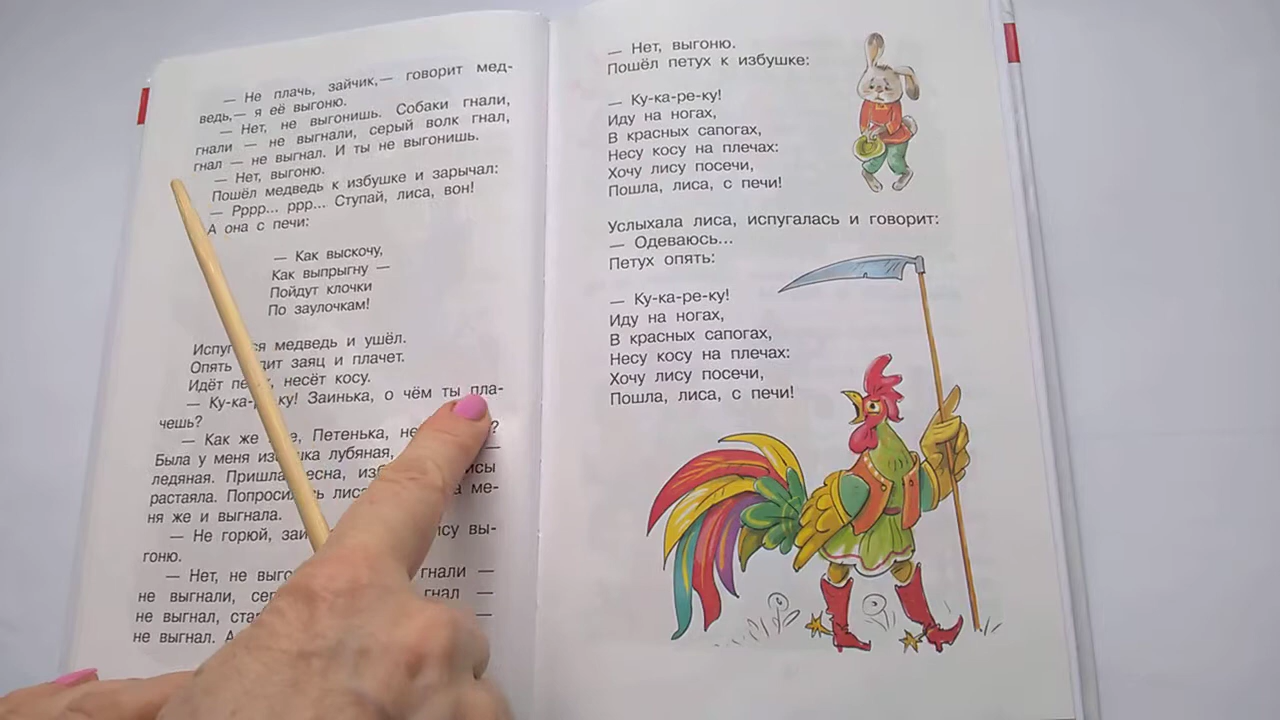 — Не плачь, зайчик,— говорит мед-
ведь,— я её выгоню.
— Нет, не выгонишь. Собаки гнали,
гнали — не выгнали, серый волк гнал,
гнал — не выгнал. И ты не выгонишь.
— Нет, выгоню.
Пошёл медведь к избушке и зарычал:
— Рррр... ррр... Ступай, лиса, вон!
А она с печи:
— Как выскочу,
Как выпрыгну —
Пойдут клочки
По заулочкам!
медведь и ушёл.
Опять заяц и плачет.
Идёт несёт косу.
— Заинька, о чём ты пла-
чешь?
— Как же Петенька, не
Была у меня лубяная,
ледяная. Пришла
растаяла. лиса ме-
ня же и выгнала.
— Не горюй, вы-
гоню.
— Нет, не гнали —
не выгнали, гнал —
не выгнал, —
не выгнал.
— Нет, выгоню.
Пошёл петух к избушке:
— Ку-ка-ре-ку!
Иду на ногах,
В красных сапогах,
Несу косу на плечах:
Хочу лису посечи,
Пошла, лиса, с печи!
Услыхала лиса, испугалась и говорит:
— Одеваюсь...
Петух опять:
— Ку-ка-ре-ку!
Иду на ногах,
В красных сапогах,
Несу косу на плечах:
Хочу лису посечи,
Пошла, лиса, с печи!